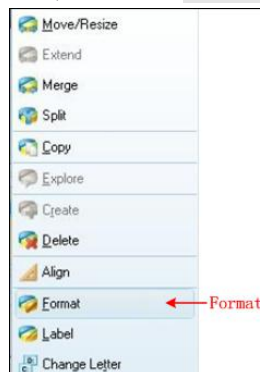 Move/Resize
Extend
Merge
Split
Copy
Explore
Create
Delete
Align
Format
Format
Label
Change Letter